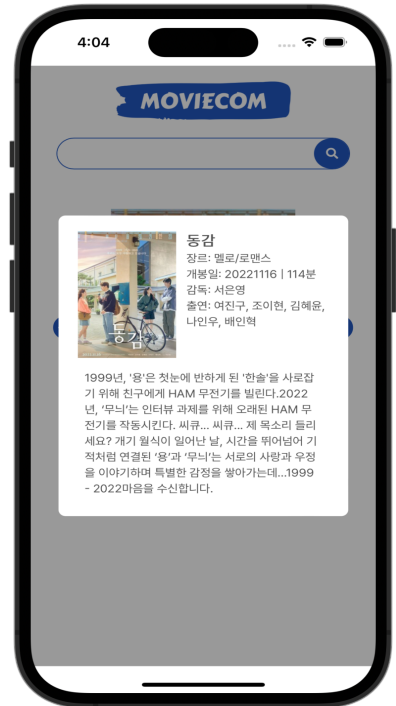 4:04
MOVIECOM
동감
장르: 멜로/로맨스
개봉일: 20221116 | 114분
감독: 서은영
출연: 여진구, 조이현, 김혜윤,
나인우, 배인혁
동감
1999년, '용'은 첫눈에 반하게 된 '한솔'을 사로잡
기 위해 친구에게 HAM 무전기를 빌린다.2022
년, ‘무늬’는 인터뷰 과제를 위해 오래된 HAM 무
전기를 작동시킨다. 씨큐... 씨큐... 제 목소리 들리
세요? 개기 월식이 일어난 날, 시간을 뛰어넘어 기
적처럼 연결된 ‘용’과 ‘무늬’는 서로의 사랑과 우정
을 이야기하며 특별한 감정을 쌓아가는데...1999
- 2022마음을 수신합니다.